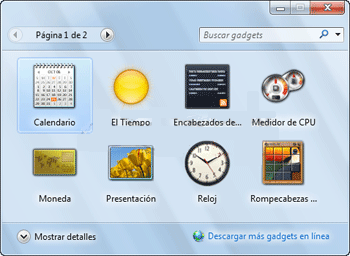 Página 1 de 2
Buscar gadgets
Calendario
El Tiempo
Encabezados de...
Medidor de CPU
Moneda
Presentación
Reloj
Rompecabezas ...
Mostrar detalles
Descargar más gadgets en línea